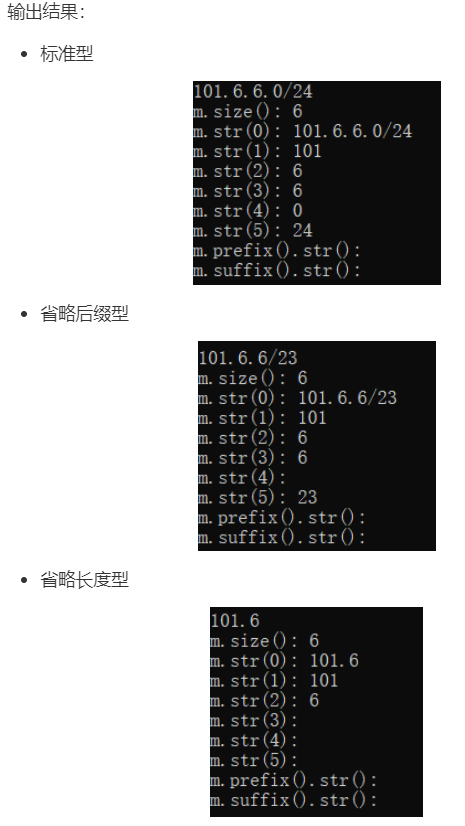 输出结果：
标准型
101.6.6.0/24
m.size(): 6
m.str(0): 101.6.6.0/24
m.str(1): 101
m.str(2): 6
m.str(3): 6
m.str(4): 0
m.str(5): 24
m.prefix().str():
m.suffix().str():
省略后缀型
101.6.6/23
m.size(): 6
m.str(0): 101.6.6/23
m.str(1): 101
m.str(2): 6
m.str(3): 6
m.str(4):
m.str(5): 23
m.prefix().str():
m.suffix().str():
省略长度型
101.6
m.size(): 6
m.str(0): 101.6
m.str(1): 101
m.str(2): 6
m.str(3):
m.str(4):
m.str(5):
m.prefix().str():
m.suffix().str():